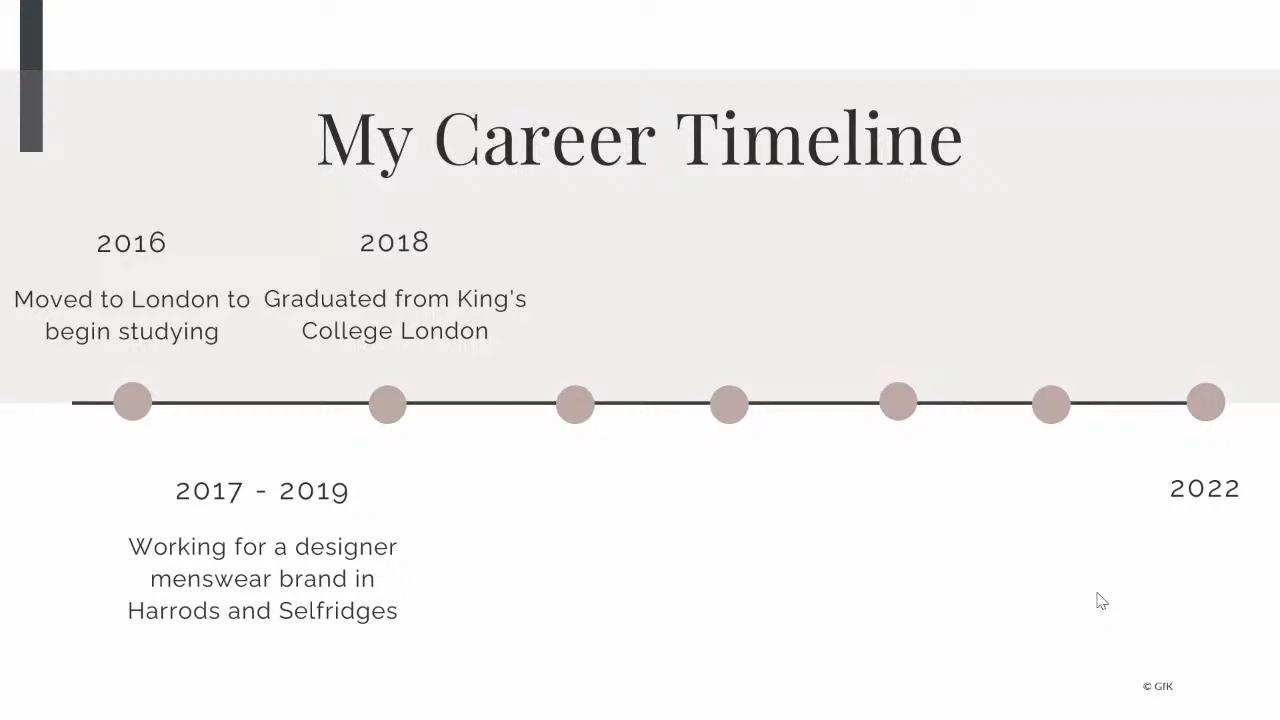 My Career Timeline
2016
Moved to London to
begin studying
2018
Graduated from King's
College London
2017 - 2019
Working for a designer
menswear brand in
Harrods and Selfridges
2022
© GfK